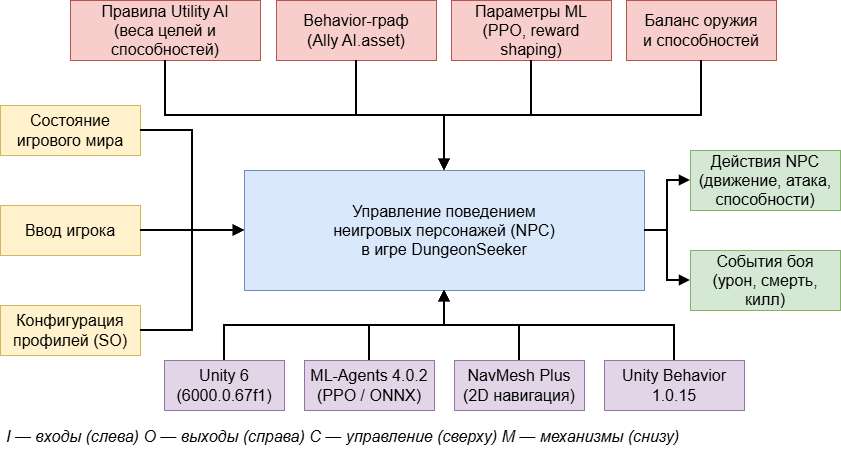 Правила Utility AI
(веса целей и
способностей)
Behavior-граф
(Ally AI.asset)
Параметры ML
(PPO, reward
shaping)
Баланс оружия
и способностей
Состояние
игрового мира
Ввод игрока
Конфигурация
профилей (SO)
Управление поведением
неигровых персонажей (NPC)
в игре DungeonSeeker
Действия NPC
(движение, атака,
способности)
События боя
(урон, смерть,
килл)
Unity 6
(6000.0.67f1)
ML-Agents 4.0.2
(PPO / ONNX)
NavMesh Plus
(2D навигация)
Unity Behavior
1.0.15
I — входы (слева) O — выходы (справа) C — управление (сверху) M — механизмы (снизу)